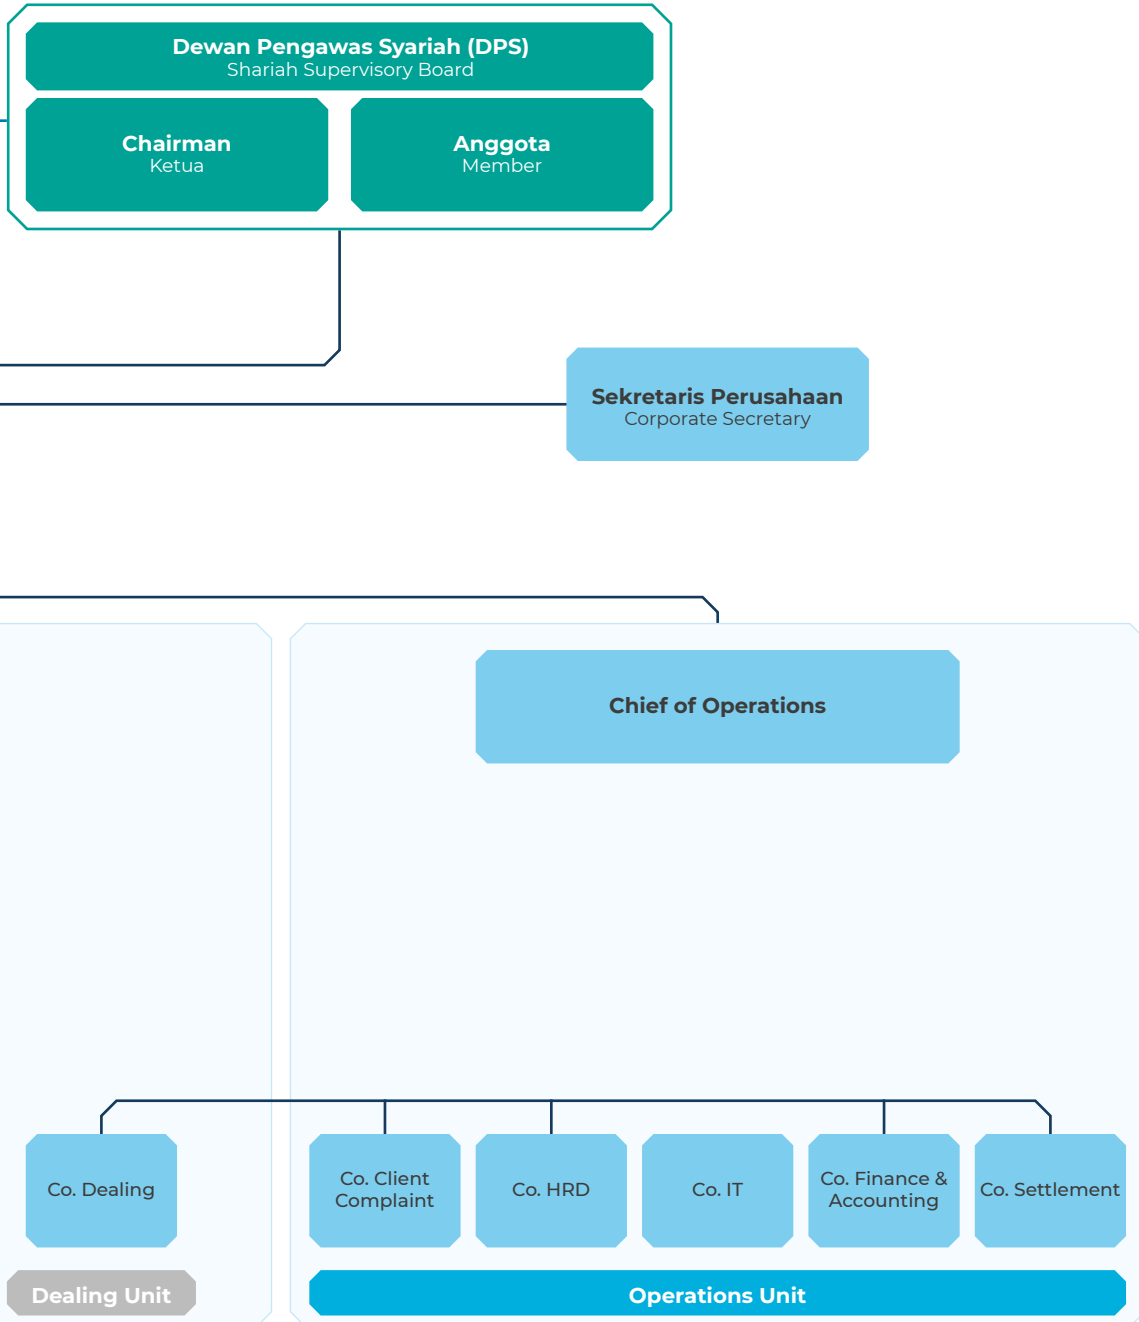 Dewan Pengawas Syariah (DPS)
Shariah Supervisory Board
Chairman
Ketua
Anggota
Member
Sekretaris Perusahaan
Corporate Secretary
Chief of Operations
Co. Dealing
Co. Client
Complaint
Co. HRD
Co. IT
Co. Finance &
Accounting
Co. Settlement
Dealing Unit
Operations Unit